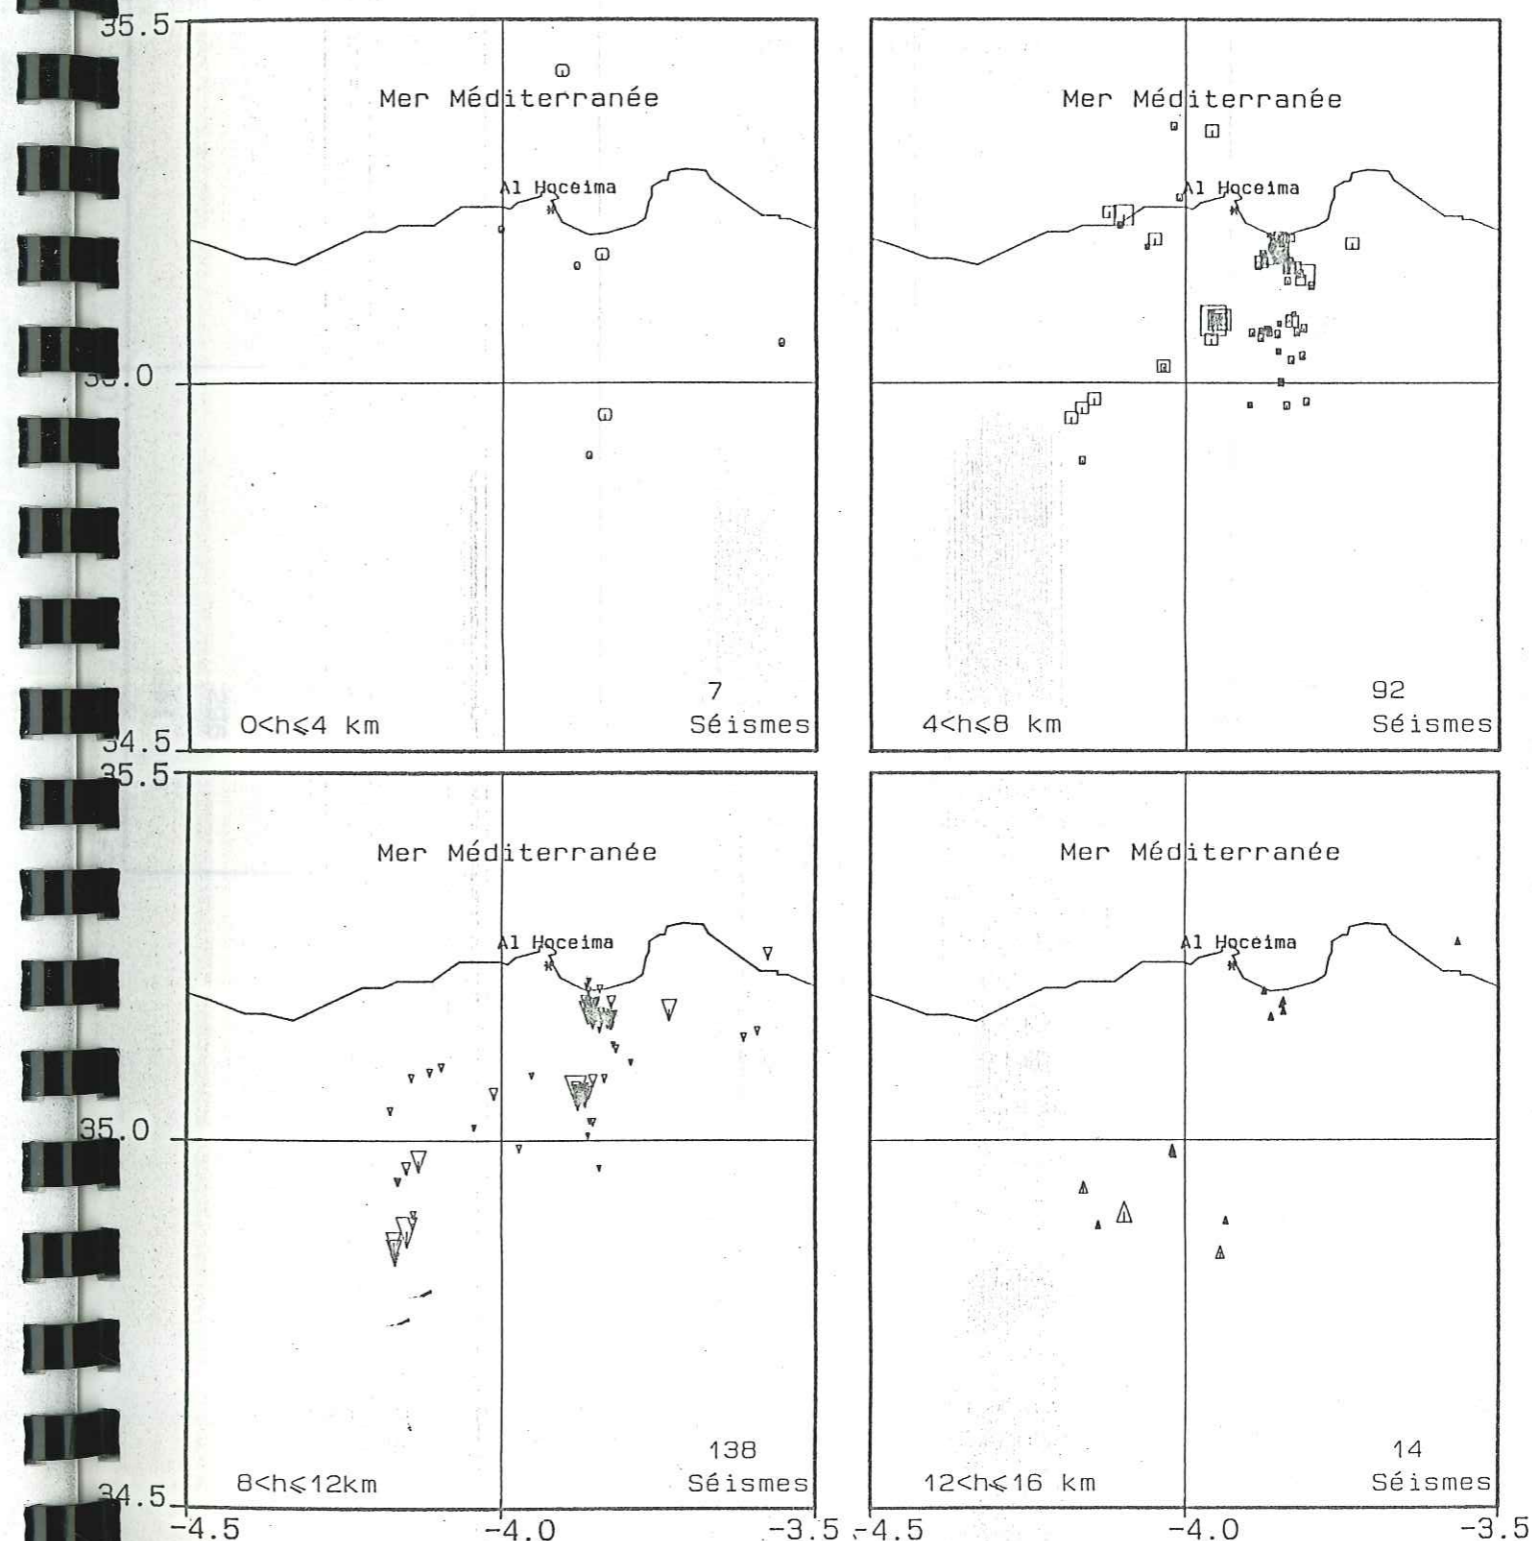 35.5
Mer Méditerranée
Al Hoceima
35.0
7
0<h⩽4 km
Séismes
34.5
Mer Méditerranée
Al Hoceima
92
4<h⩽8 km
Séismes
35.5
Mer Méditerranée
Al Hoceima
35.0
138
8<h⩽12km
Séismes
34.5
-4.5 -4.0 -3.5
Mer Méditerranée
Al Hoceima
14
12<h⩽16 km
Séismes
-4.5 -4.0 -3.5